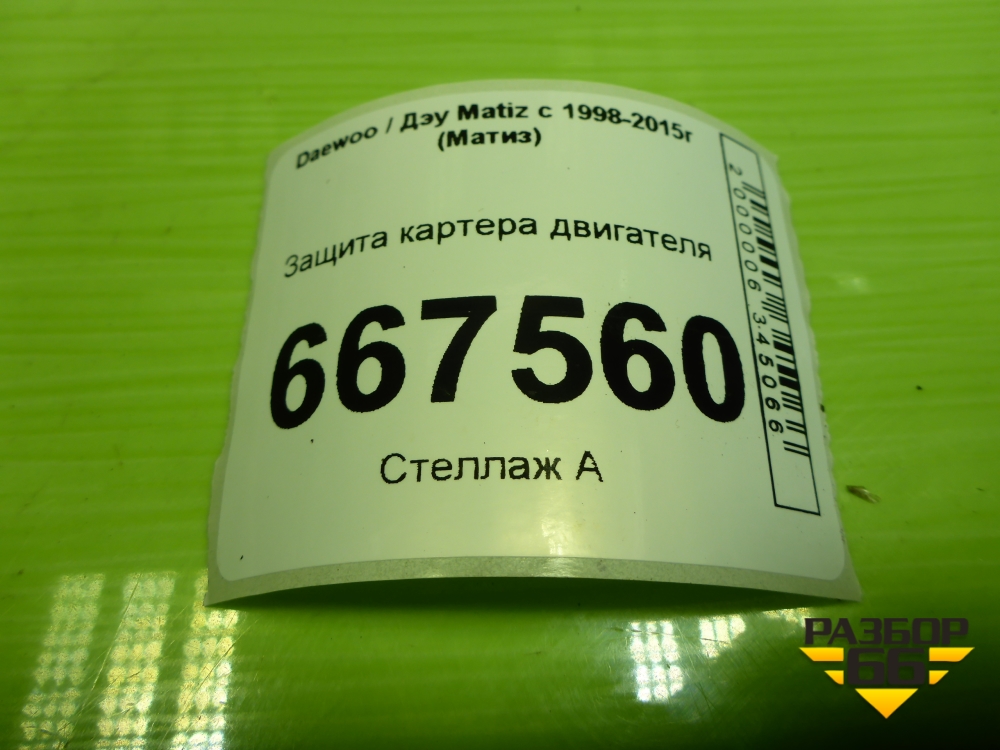 Daewoo / Дэу Matiz с 1998-2015г
(Матиз)
Защита картера двигателя
667560
Стеллаж А
2000006345066
РАЗБОР
66